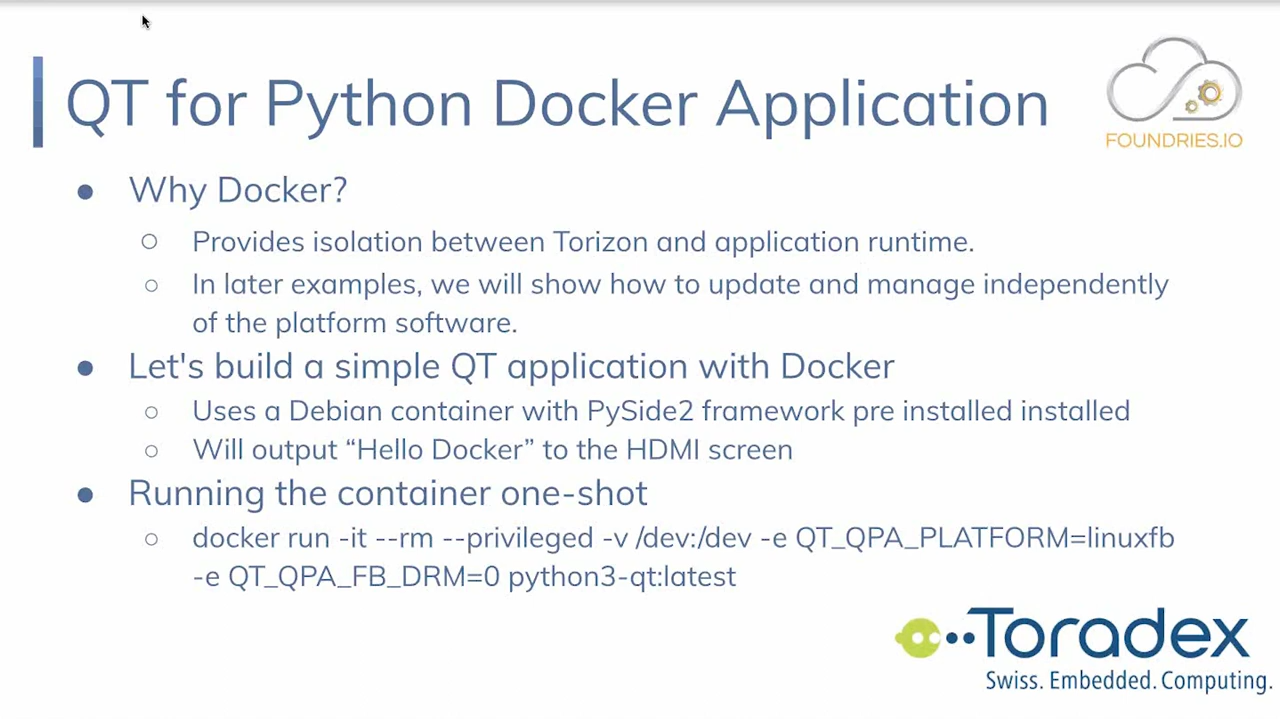 QT for Python Docker Application
FOUNDRIES.IO
Why Docker?
Provides isolation between Torizon and application runtime.
In later examples, we will show how to update and manage independently
of the platform software.
Let's build a simple QT application with Docker
Uses a Debian container with PySide2 framework pre installed installed
Will output “Hello Docker” to the HDMI screen
Running the container one-shot
docker run -it --rm --privileged -v /dev:/dev -e QT_QPA_PLATFORM=linuxfb
-e QT_QPA_FB_DRM=0 python3-qt:latest
Toradex
Swiss. Embedded. Computing.